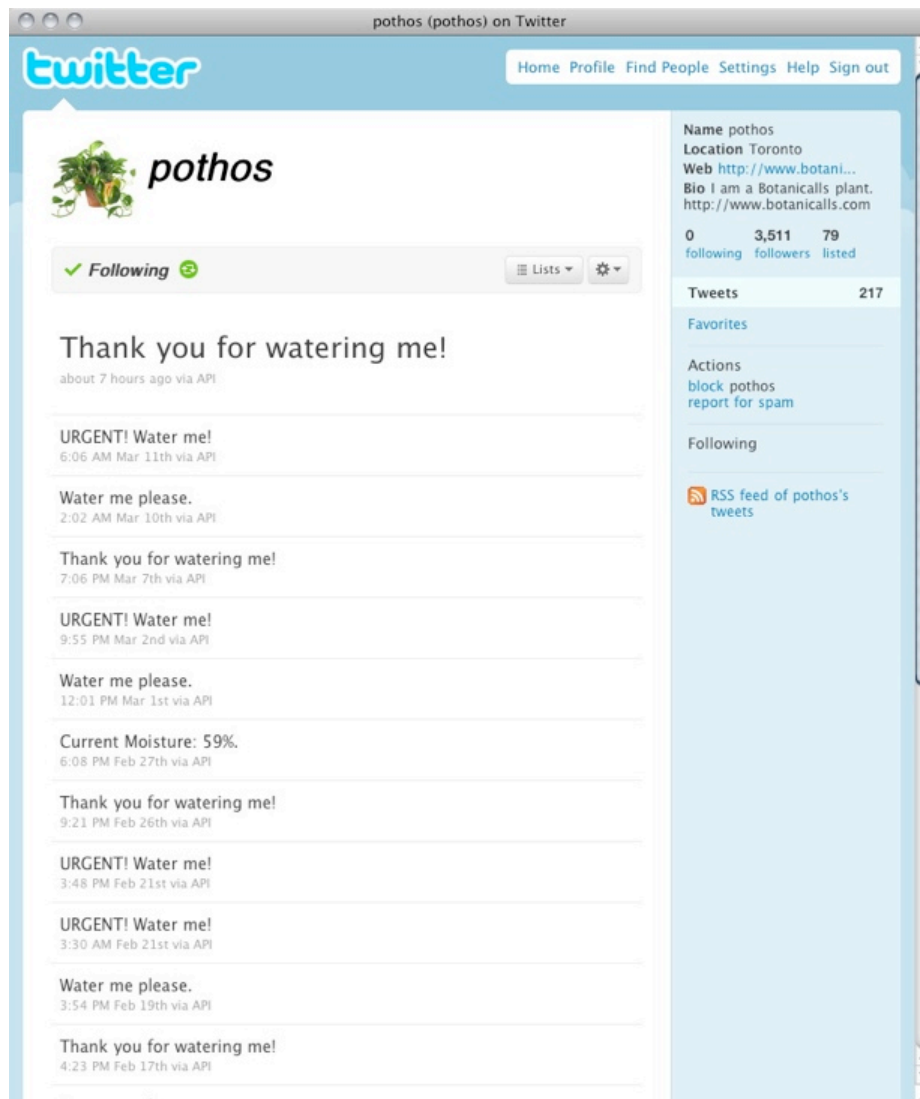 pothos (pothos) on Twitter
twitter
Home Profile Find People Settings Help Sign out
pothos
Following
Lists
Thank you for watering me!
about 7 hours ago via API
URGENT! Water me!
6:06 AM Mar 11th via API
Water me please.
2:02 AM Mar 10th via API
Thank you for watering me!
7:06 PM Mar 7th via API
URGENT! Water me!
9:55 PM Mar 2nd via API
Water me please.
12:01 PM Mar 1st via API
Current Moisture: 59%.
6:08 PM Feb 27th via API
Thank you for watering me!
9:21 PM Feb 26th via API
URGENT! Water me!
3:48 PM Feb 21st via API
URGENT! Water me!
3:30 AM Feb 21st via API
Water me please.
3:54 PM Feb 19th via API
Thank you for watering me!
4:23 PM Feb 17th via API
Name pothos
Location Toronto
Web http://www.botani...
Bio I am a Botanicalls plant.
http://www.botanicalls.com
0 3,511 79
following followers listed
Tweets 217
Favorites
Actions
block pothos
report for spam
Following
RSS feed of pothos's
tweets